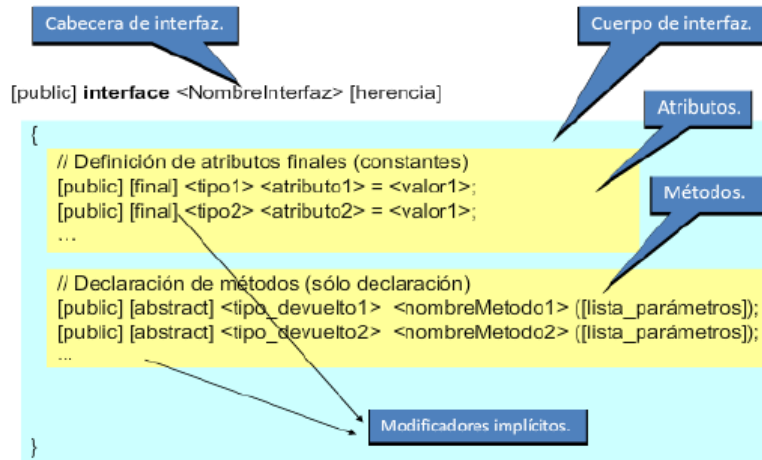 Cabecera de interfaz.
Cuerpo de interfaz.
[public] interface <NombreInterfaz> [herencia]
Atributos.
{
// Definición de atributos finales (constantes)
[public] [final] <tipo1> <atributo1> = <valor1>;
[public] [final] <tipo2> <atributo2> = <valor1>;
...
Métodos.
// Declaración de métodos (sólo declaración)
[public] [abstract] <tipo_devuelto1> <nombreMetodo1> ([lista_parámetros]);
[public] [abstract] <tipo_devuelto2> <nombreMetodo2> ([lista_parámetros]);
...
Modificadores implícitos.
}